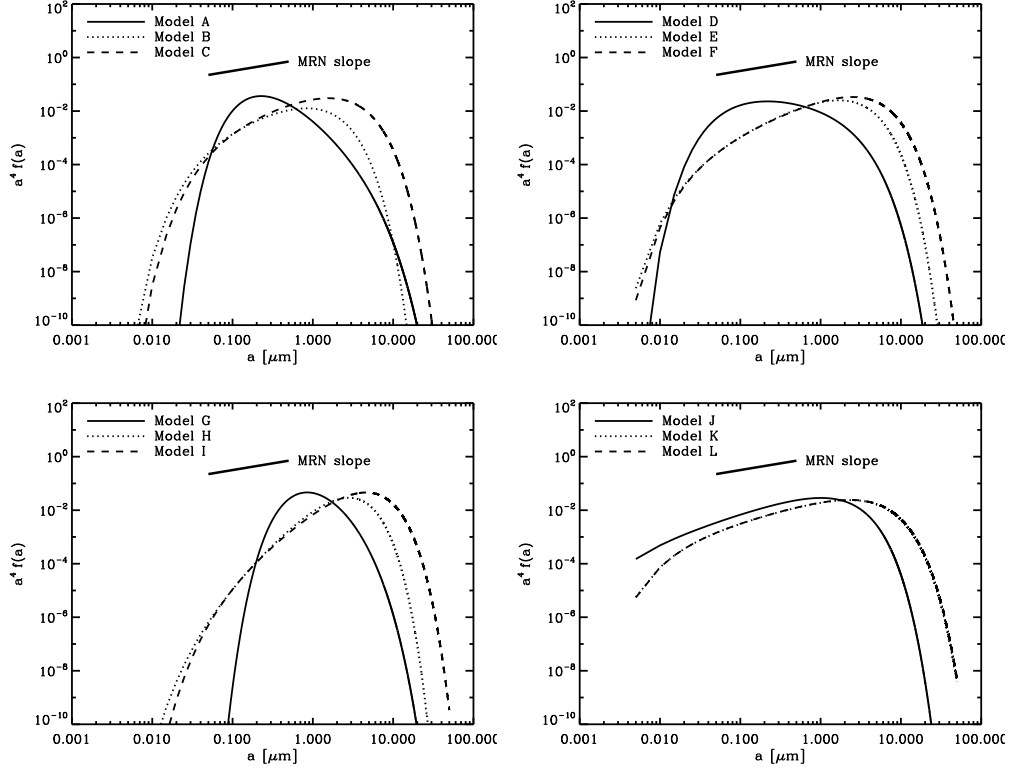 10² Model A
Model B
10⁰ Model C MRN slope
10⁻²
10⁻⁴
10⁻⁶
10⁻⁸
10⁻¹⁰
a⁴ f(a)
0.001 0.010 0.100 1.000 10.000 100.00
a [μm]
10² Model D
Model E
10⁰ Model F MRN slope
10⁻²
10⁻⁴
10⁻⁶
10⁻⁸
10⁻¹⁰
a⁴ f(a)
0.001 0.010 0.100 1.000 10.000 100.000
a [μm]
10² Model G
Model H
10⁰ Model I MRN slope
10⁻²
10⁻⁴
10⁻⁶
10⁻⁸
10⁻¹⁰
a⁴ f(a)
0.001 0.010 0.100 1.000 10.000 100.00
a [μm]
10² Model J
Model K
10⁰ Model L MRN slope
10⁻²
10⁻⁴
10⁻⁶
10⁻⁸
10⁻¹⁰
a⁴ f(a)
0.001 0.010 0.100 1.000 10.000 100.000
a [μm]